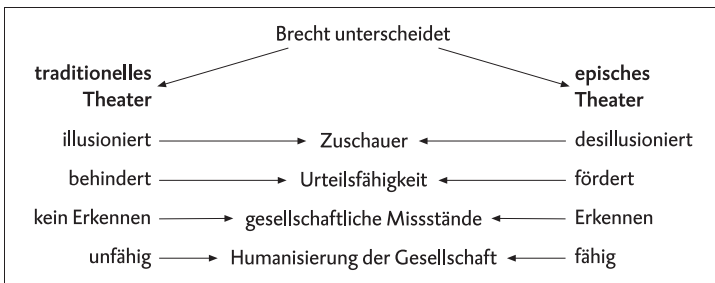 Brecht unterscheidet
traditionelles
Theater
episches
Theater
illusioniert Zuschauer desillusioniert
behindert Urteilsfähigkeit fördert
kein Erkennen gesellschaftliche Missstände Erkennen
unfähig Humanisierung der Gesellschaft fähig